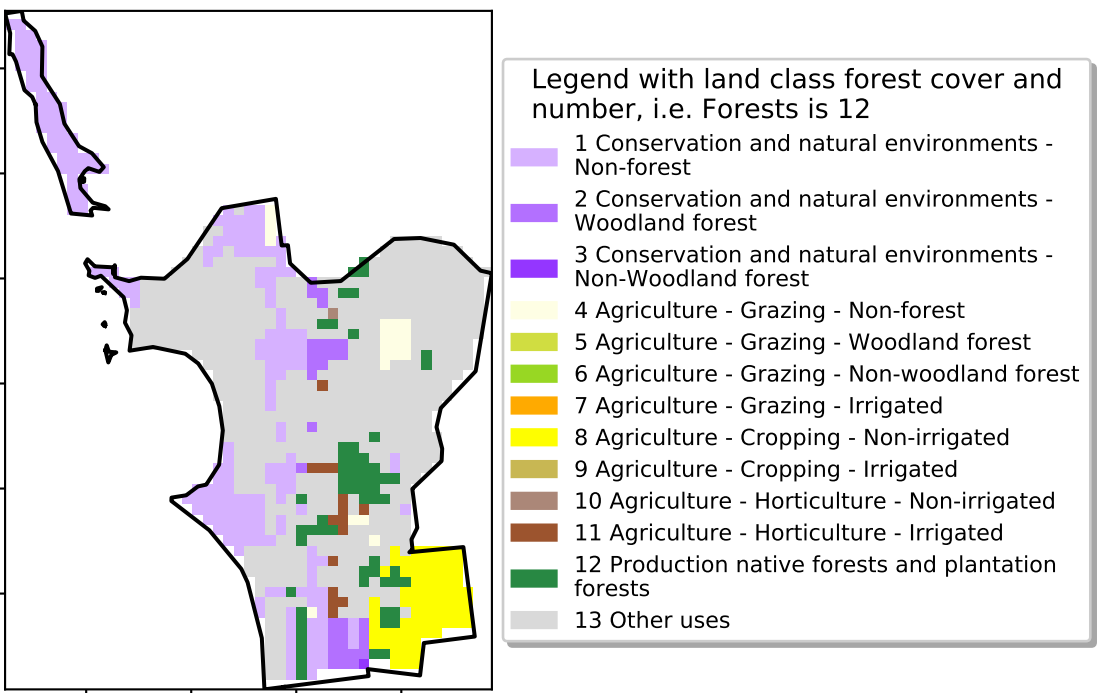 Legend with land class forest cover and
number, i.e. Forests is 12
1 Conservation and natural environments -
Non-forest
2 Conservation and natural environments -
Woodland forest
3 Conservation and natural environments -
Non-Woodland forest
4 Agriculture - Grazing - Non-forest
5 Agriculture - Grazing - Woodland forest
6 Agriculture - Grazing - Non-woodland forest
7 Agriculture - Grazing - Irrigated
8 Agriculture - Cropping - Non-irrigated
9 Agriculture - Cropping - Irrigated
10 Agriculture - Horticulture - Non-irrigated
11 Agriculture - Horticulture - Irrigated
12 Production native forests and plantation
forests
13 Other uses